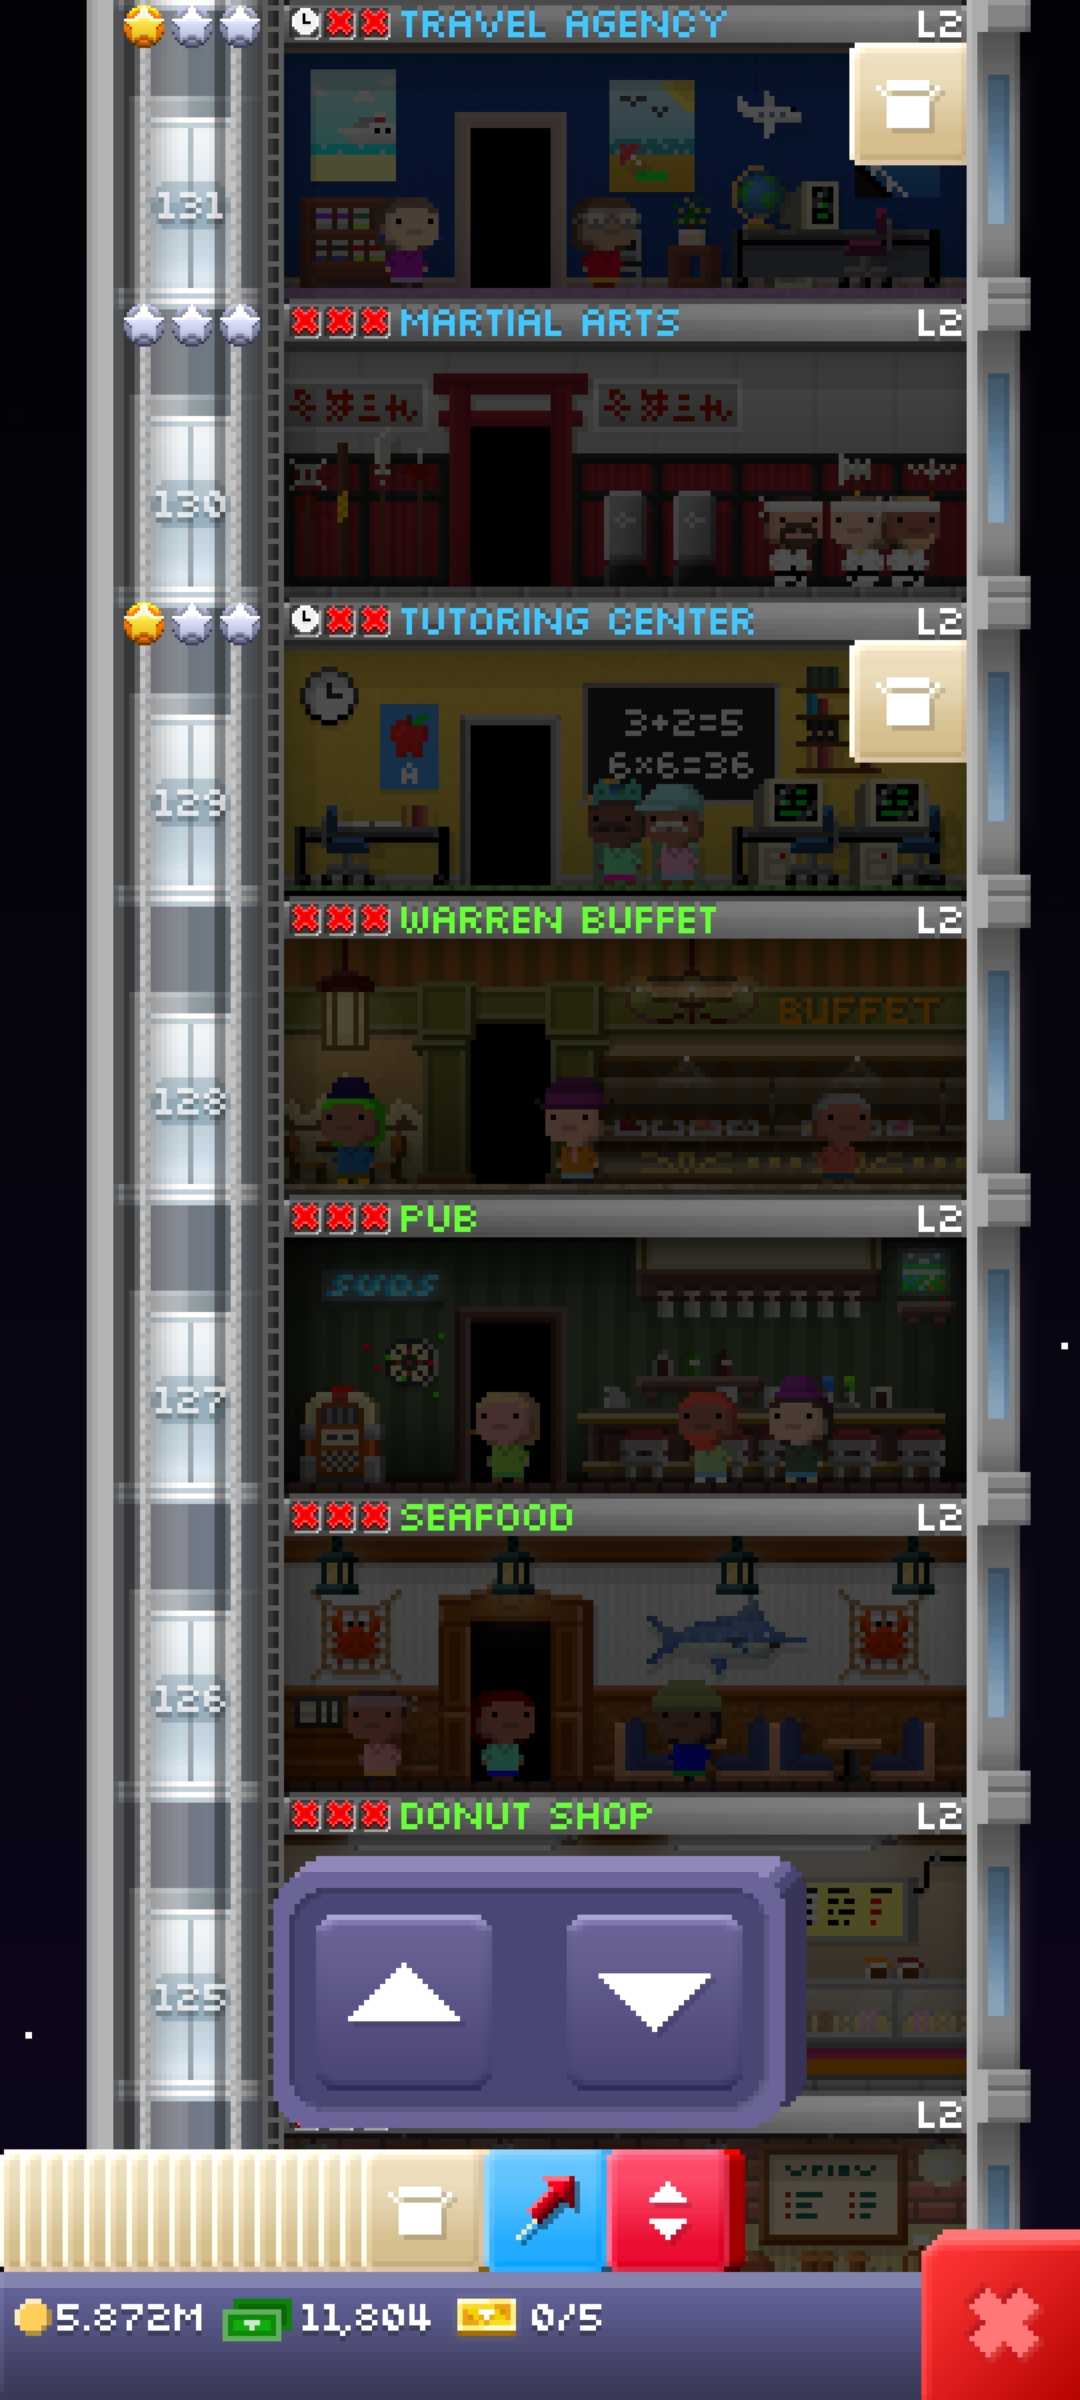 TRAVEL AGENCY L2
131
MARTIAL ARTS L2
130
TUTORING CENTER L2
3+2=5
6×6=36
A
129
WARREN BUFFET L2
BUFFET
128
PUB L2
SUDS
127
SEAFOOD L2
126
DONUT SHOP L2
125
L2
5.872M 11,804 0/5